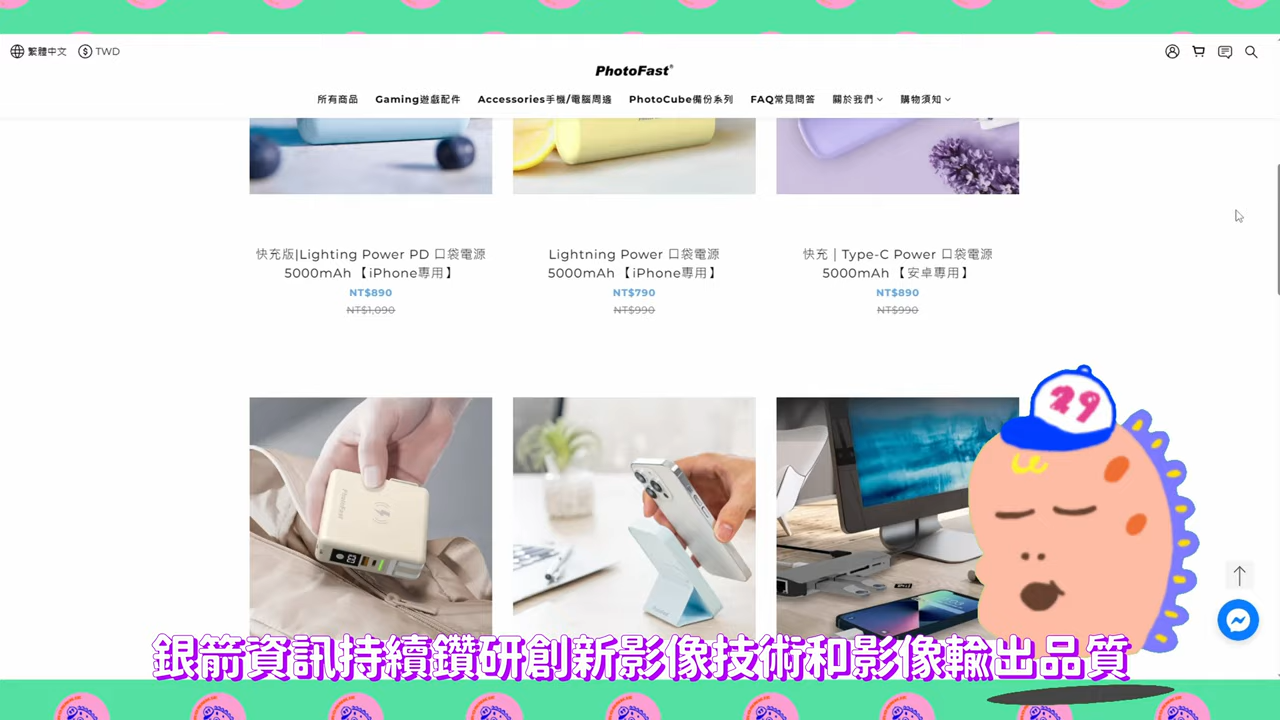 繁體中文
TWD
PhotoFast®
所有商品
Gaming遊戲配件
Accessories手機/電腦周邊
PhotoCube備份系列
FAQ常見問答
關於我們
購物須知
快充版|Lighting Power PD 口袋電源
5000mAh 【iPhone專用】
NT$890
NT$1,090
Lightning Power 口袋電源
5000mAh 【iPhone專用】
NT$790
NT$990
快充｜Type-C Power 口袋電源
5000mAh 【安卓專用】
NT$890
NT$990
29
PhotoFast
銀箭資訊持續鑽研創新影像技術和影像輸出品質